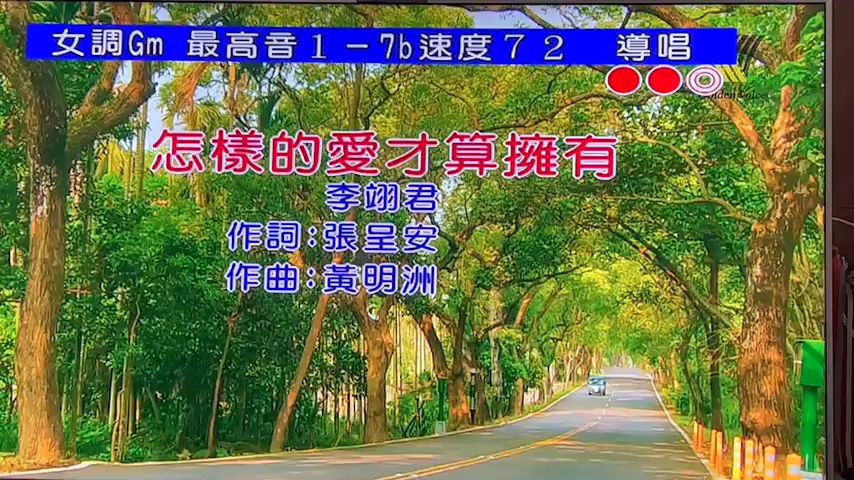 女調Gm 最高音１－7b速度７２ 導唱
怎樣的愛才算擁有
李翊君
作詞:張呈安
作曲:黃明洲